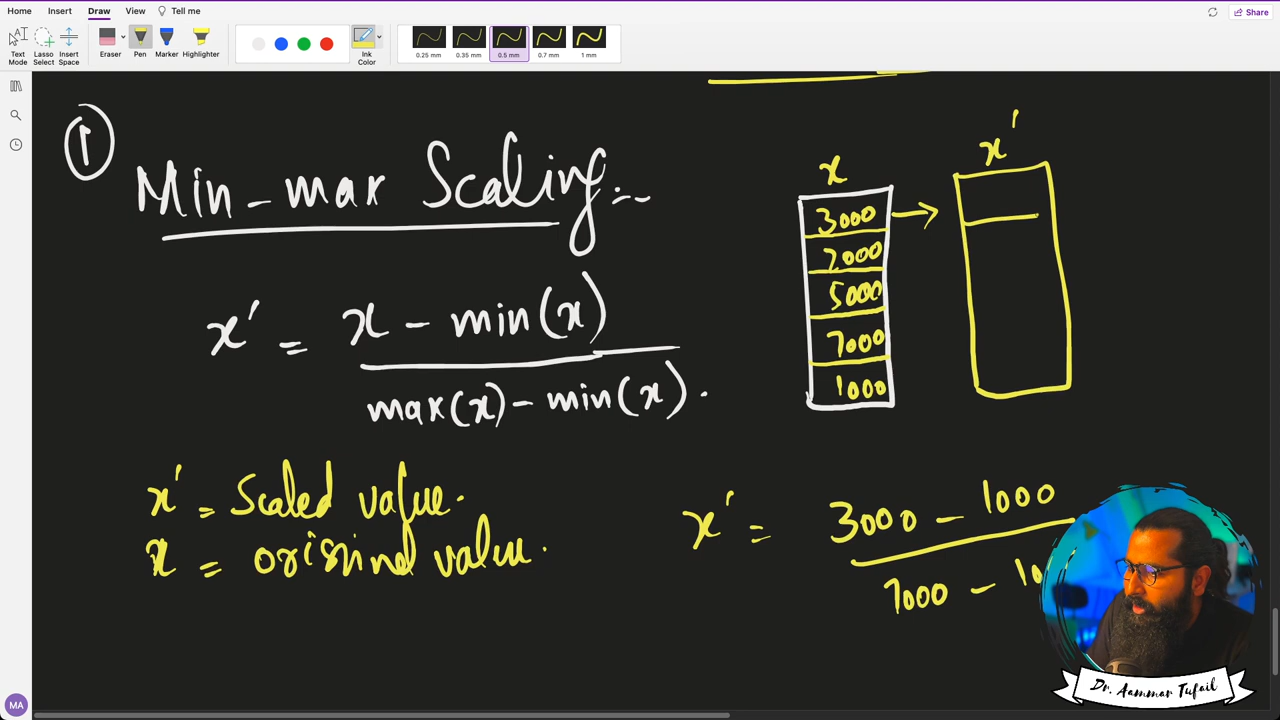 Home Insert Draw View Tell me
Share
Text Mode
Lasso Select
Insert Space
Eraser
Pen
Marker
Highlighter
Ink Color
0.25 mm
0.35 mm
0.5 mm
0.7 mm
1 mm
1
Min-max Scaling:-
x' = x - min(x)
max(x) - min(x).
x' = Scaled value.
x = original value.
x
3000
2000
5000
7000
1000
x'
x' = 3000 - 1000
7000 - 10
MA
Dr. Aammar Tufail